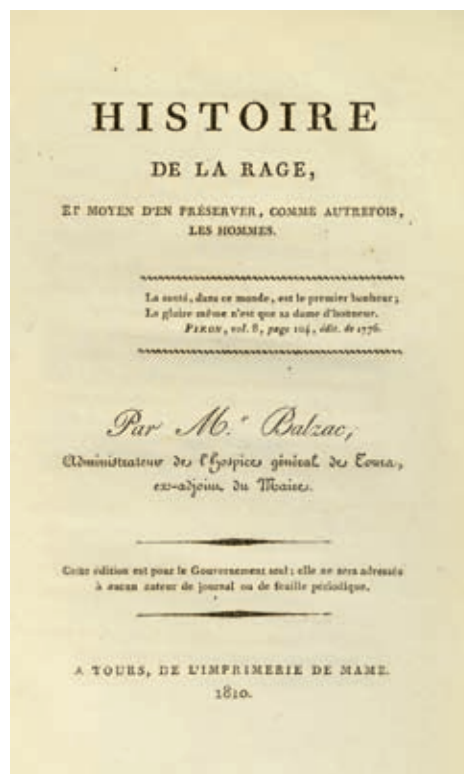 HISTOIRE
DE LA RAGE,
ET MOYEN D'EN PRÉSERVER, COMME AUTREFOIS,
LES HOMMES.
La santé, dans ce monde, est le premier bonheur;
La gloire même n'est que sa dame d'honneur.
PIRON, vol. 8, page 104, édit. de 1776.
Par M.r Balzac,
Administrateur de l'hospice général de Tours,
ex-adjoint du Maire.
Cette édition est pour le Gouvernement seul; elle ne sera adressée
à aucun auteur de journal ou de feuille périodique.
A TOURS, DE L'IMPRIMERIE DE MAME.
1810.